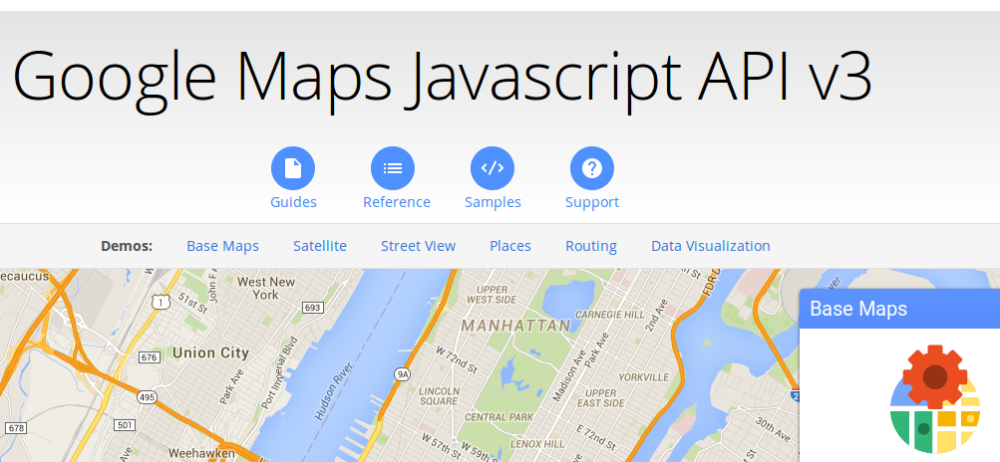 Google Maps Javascript API v3
Guides Reference Samples Support
Demos: Base Maps Satellite Street View Places Routing Data Visualization
ecaucus
West New
York
John F
51st St
1
693
UPPER
WEST SIDE
MANHATTAN
CARNEGIE HILL
2nd Ave
FDR D
Base Maps
676
Union City
Park Ave
Port Imperial Blvd
Hudson River
9A
W 72nd St
Madison Ave
Park Ave
YORKVILLE
495
LINCOLN
SQUARE
UPPER
EAST SIDE
CENTRAL PARK
678
501
Weehawken
W 57th St
W 59th St
LENOX HILL
E 72nd St
30th Ave